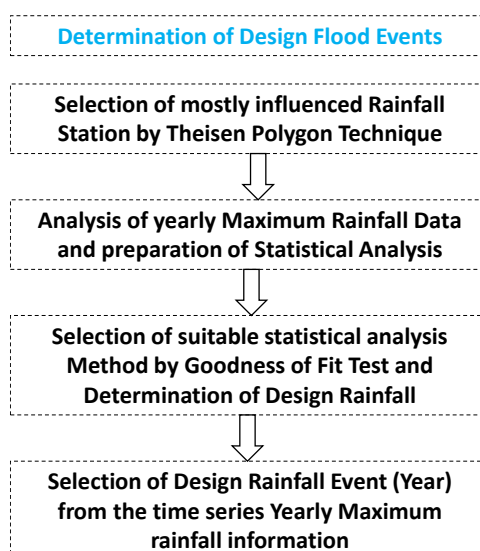 Determination of Design Flood Events
Selection of mostly influenced Rainfall
Station by Theisen Polygon Technique
Analysis of yearly Maximum Rainfall Data
and preparation of Statistical Analysis
Selection of suitable statistical analysis
Method by Goodness of Fit Test and
Determination of Design Rainfall
Selection of Design Rainfall Event (Year)
from the time series Yearly Maximum
rainfall information